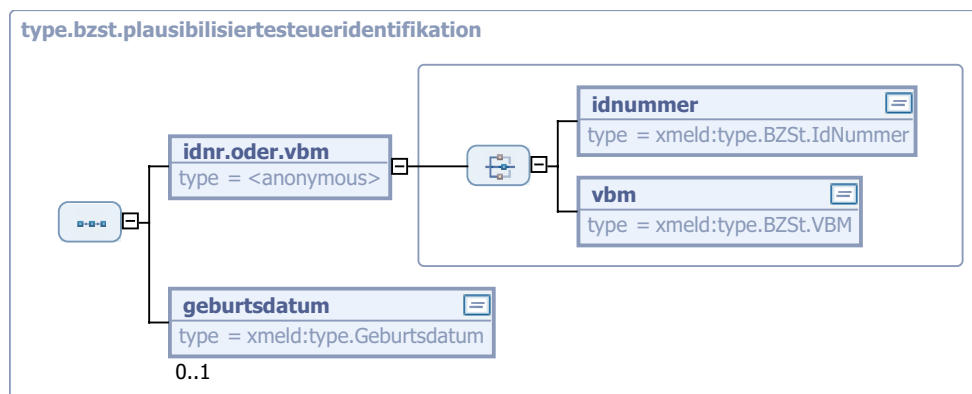 type.bzst.plausibilisiertesteueridentifikation
idnummer
type = xmeld:type.BZSt.IdNummer
idnr.oder.vbm
type = <anonymous>
vbm
type = xmeld:type.BZSt.VBM
geburtsdatum
type = xmeld:type.Geburtsdatum
0..1